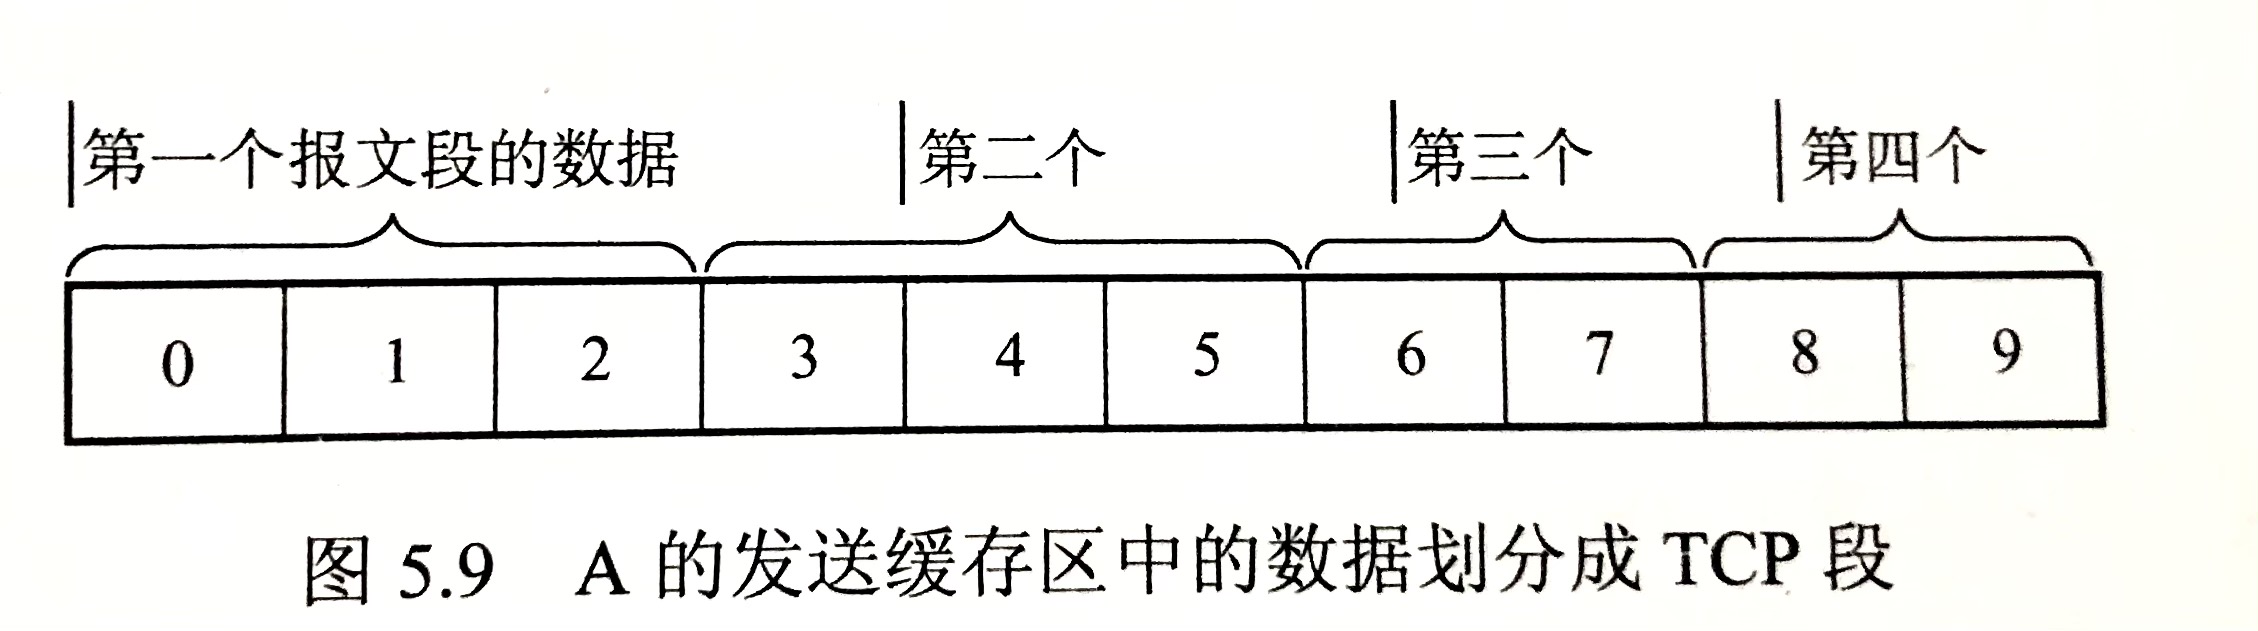 第一个报文段的数据 第二个 第三个 第四个
0 1 2 3 4 5 6 7 8 9
图 5.9 A 的发送缓存区中的数据划分成 TCP 段